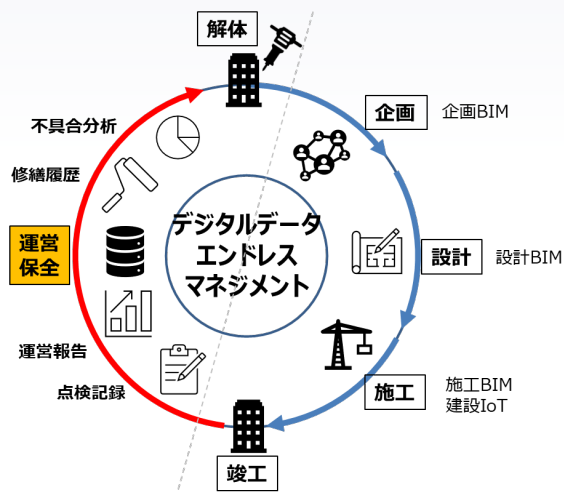 解体
企画
企画BIM
設計
設計BIM
施工
施工BIM
建設IoT
竣工
点検記録
運営報告
運営
保全
修繕履歴
不具合分析
デジタルデータ
エンドレス
マネジメント